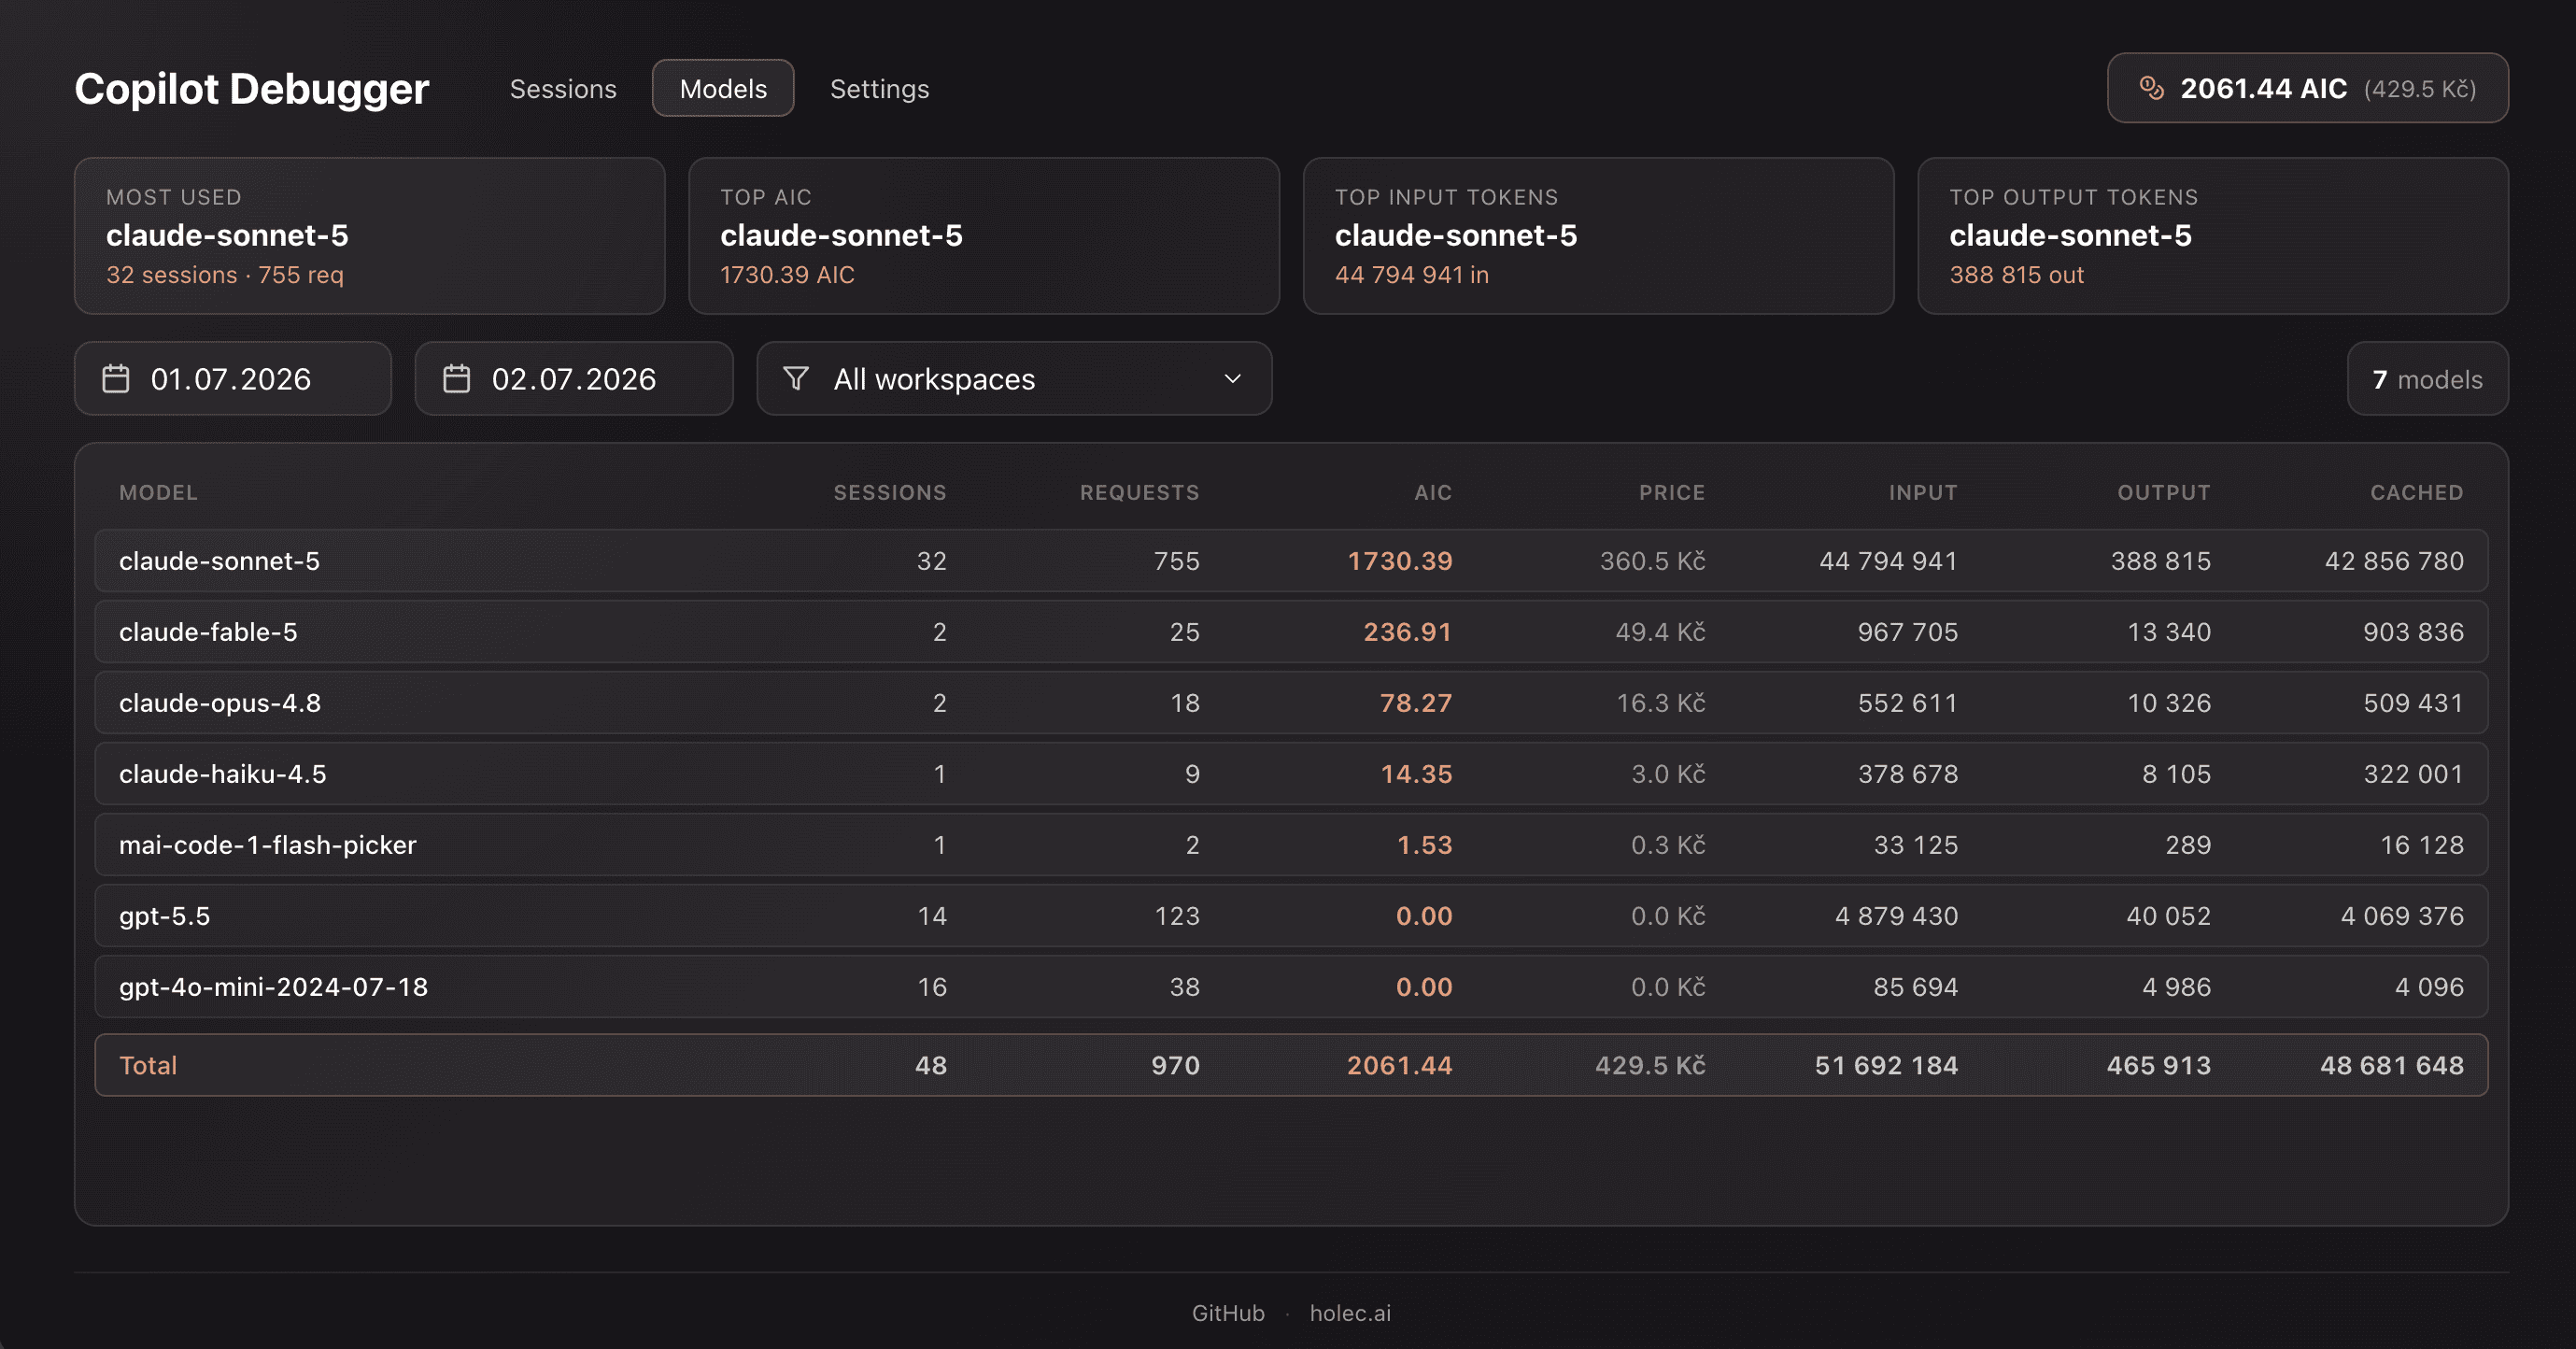 Copilot Debugger Sessions Models Settings 2061.44 AIC (429.5 Kč)
MOST USED
claude-sonnet-5
32 sessions · 755 req
TOP AIC
claude-sonnet-5
1730.39 AIC
TOP INPUT TOKENS
claude-sonnet-5
44 794 941 in
TOP OUTPUT TOKENS
claude-sonnet-5
388 815 out
01.07.2026 02.07.2026 All workspaces 7 models
MODEL SESSIONS REQUESTS AIC PRICE INPUT OUTPUT CACHED
claude-sonnet-5 32 755 1730.39 360.5 Kč 44 794 941 388 815 42 856 780
claude-fable-5 2 25 236.91 49.4 Kč 967 705 13 340 903 836
claude-opus-4.8 2 18 78.27 16.3 Kč 552 611 10 326 509 431
claude-haiku-4.5 1 9 14.35 3.0 Kč 378 678 8 105 322 001
mai-code-1-flash-picker 1 2 1.53 0.3 Kč 33 125 289 16 128
gpt-5.5 14 123 0.00 0.0 Kč 4 879 430 40 052 4 069 376
gpt-4o-mini-2024-07-18 16 38 0.00 0.0 Kč 85 694 4 986 4 096
Total 48 970 2061.44 429.5 Kč 51 692 184 465 913 48 681 648
GitHub · holec.ai